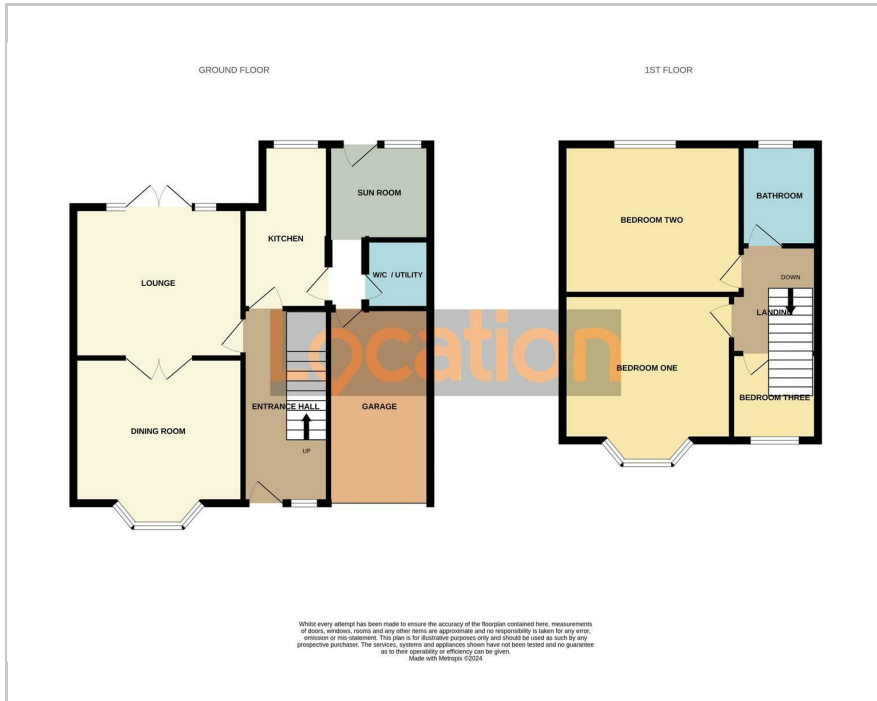 GROUND FLOOR
1ST FLOOR
SUN ROOM
KITCHEN
LOUNGE
W/C / UTILITY
ENTRANCE HALL
GARAGE
DINING ROOM
UP
BATHROOM
BEDROOM TWO
DOWN
LANDING
BEDROOM ONE
BEDROOM THREE
Location
Whilst every attempt has been made to ensure the accuracy of the floorplan contained here, measurements
of doors, windows, rooms and any other items are approximate and no responsibility is taken for any error,
omission or mis-statement. This plan is for illustrative purposes only and should be used as such by any
prospective purchaser. The services, systems and appliances shown have not been tested and no guarantee
as to their operability or efficiency can be given.
Made with Metropix ©2024